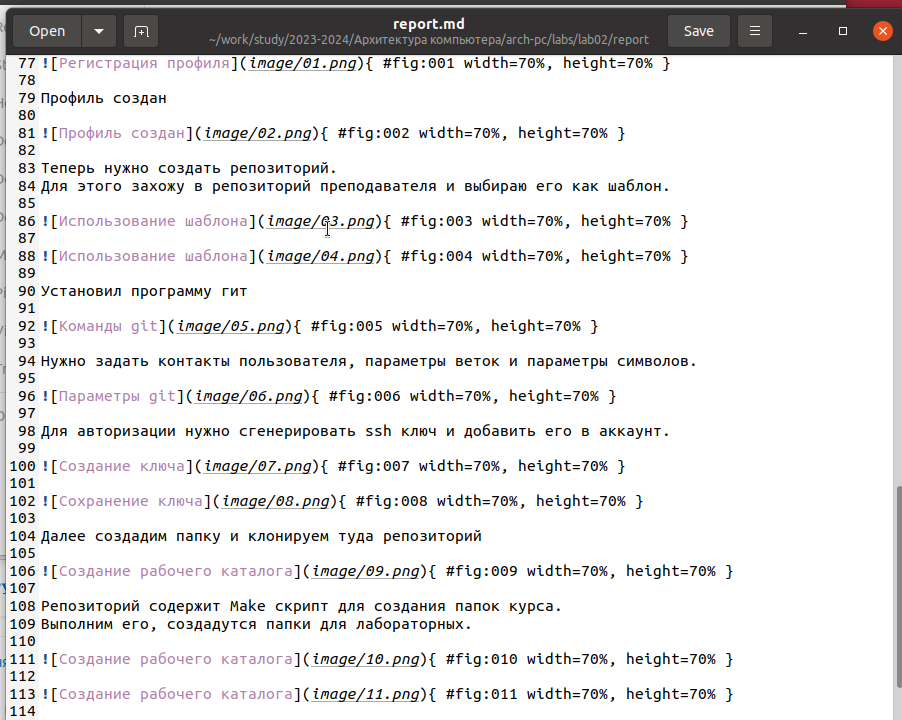 Open
report.md
~/work/study/2023-2024/Архитектура компьютера/arch-pc/labs/lab02/report
Save
77 ![Регистрация профиля](image/01.png){ #fig:001 width=70%, height=70% }
78
79 Профиль создан
80
81 ![Профиль создан](image/02.png){ #fig:002 width=70%, height=70% }
82
83 Теперь нужно создать репозиторий.
84 Для этого захожу в репозиторий преподавателя и выбираю его как шаблон.
85
86 ![Использование шаблона](image/03.png){ #fig:003 width=70%, height=70% }
87
88 ![Использование шаблона](image/04.png){ #fig:004 width=70%, height=70% }
89
90 Установил программу гит
91
92 ![Команды git](image/05.png){ #fig:005 width=70%, height=70% }
93
94 Нужно задать контакты пользователя, параметры веток и параметры символов.
95
96 ![Параметры git](image/06.png){ #fig:006 width=70%, height=70% }
97
98 Для авторизации нужно сгенерировать ssh ключ и добавить его в аккаунт.
99
100 ![Создание ключа](image/07.png){ #fig:007 width=70%, height=70% }
101
102 ![Сохранение ключа](image/08.png){ #fig:008 width=70%, height=70% }
103
104 Далее создадим папку и клонируем туда репозиторий
105
106 ![Создание рабочего каталога](image/09.png){ #fig:009 width=70%, height=70% }
107
108 Репозиторий содержит Make скрипт для создания папок курса.
109 Выполним его, создадутся папки для лабораторных.
110
111 ![Создание рабочего каталога](image/10.png){ #fig:010 width=70%, height=70% }
112
113 ![Создание рабочего каталога](image/11.png){ #fig:011 width=70%, height=70% }
114